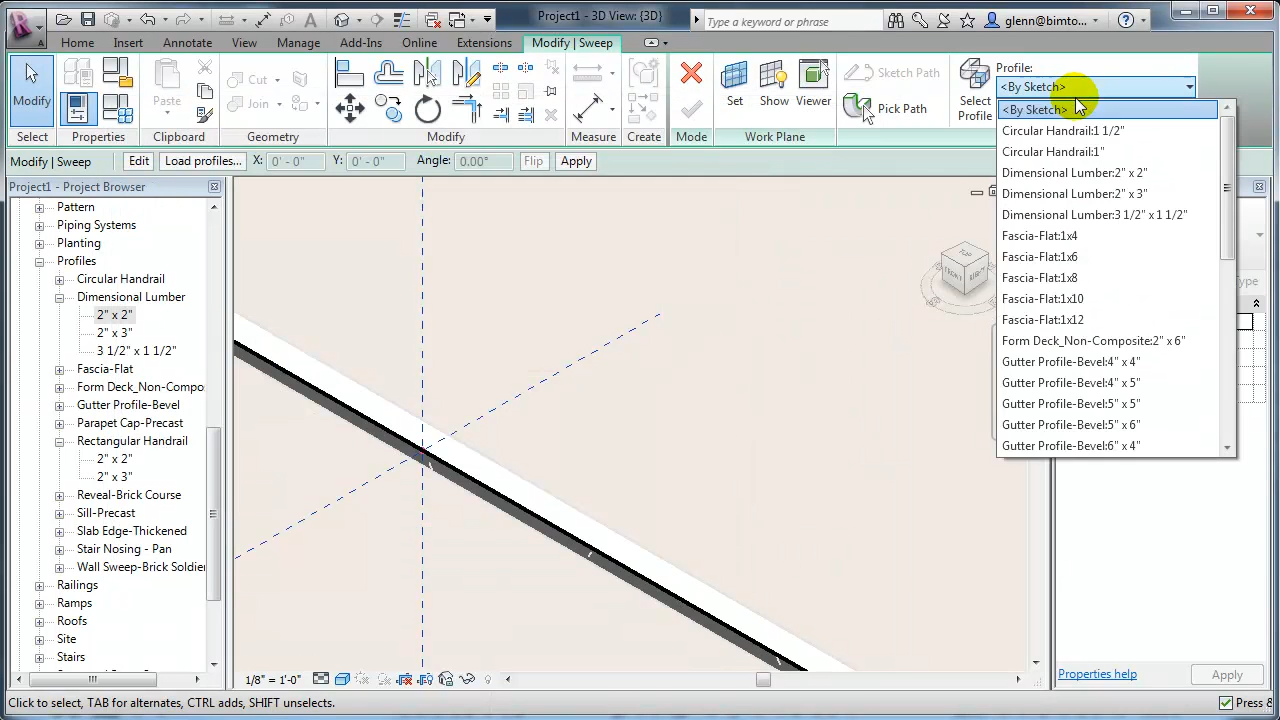 Project1 - 3D View: {3D}
Type a keyword or phrase
glenn@bimto...
Home
Insert
Annotate
View
Manage
Add-Ins
Online
Extensions
Modify | Sweep
Modify
Paste
Cut
Join
Set
Show
Viewer
Sketch Path
Pick Path
Select
Profile
Profile:
<By Sketch>
Select
Properties
Clipboard
Geometry
Modify
Measure
Create
Mode
Work Plane
Modify | Sweep
Edit
Load profiles...
X: 0' - 0"
Y: 0' - 0"
Angle: 0.00°
Flip
Apply
Project1 - Project Browser
Pattern
Piping Systems
Planting
Profiles
Circular Handrail
Dimensional Lumber
2" x 2"
2" x 3"
3 1/2" x 1 1/2"
Fascia-Flat
Form Deck_Non-Compo
Gutter Profile-Bevel
Parapet Cap-Precast
Rectangular Handrail
2" x 2"
2" x 3"
Reveal-Brick Course
Sill-Precast
Slab Edge-Thickened
Stair Nosing - Pan
Wall Sweep-Brick Soldier
Railings
Ramps
Roofs
Site
Stairs
TOP
FRONT
RIGHT
<By Sketch>
Circular Handrail:1 1/2"
Circular Handrail:1"
Dimensional Lumber:2" x 2"
Dimensional Lumber:2" x 3"
Dimensional Lumber:3 1/2" x 1 1/2"
Fascia-Flat:1x4
Fascia-Flat:1x6
Fascia-Flat:1x8
Fascia-Flat:1x10
Fascia-Flat:1x12
Form Deck_Non-Composite:2" x 6"
Gutter Profile-Bevel:4" x 4"
Gutter Profile-Bevel:4" x 5"
Gutter Profile-Bevel:5" x 5"
Gutter Profile-Bevel:5" x 6"
Gutter Profile-Bevel:6" x 4"
Type
Properties help
Apply
1/8" = 1'-0"
Click to select, TAB for alternates, CTRL adds, SHIFT unselects.
Press &